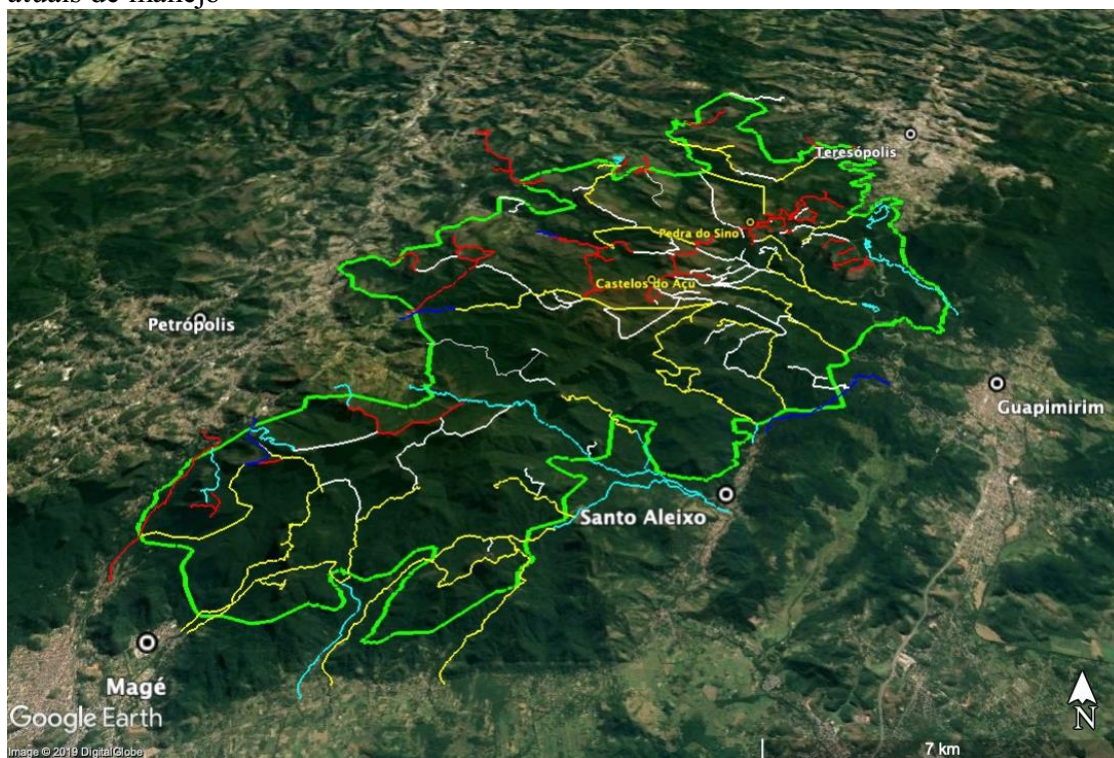 atuais de manejo
Teresópolis
Pedra do Sino
Castelos do Açu
Petrópolis
Guapimirim
Santo Aleixo
Magé
Google Earth
N
Image © 2019 DigitalGlobe
7 km